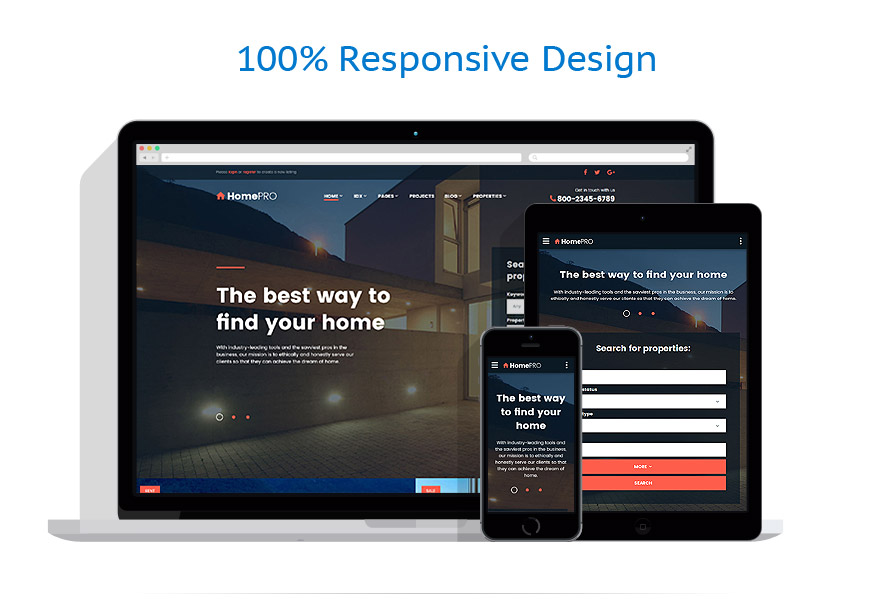 100% Responsive Design
Please login or register to create a new listing
HomePRO
HOME
IDX
PAGES
PROJECTS
BLOG
PROPERTIES
Get in touch with us
800-2345-6789
The best way to
find your home
With industry-leading tools and the savviest pros in the
business, our mission is to ethically and honestly serve our
clients so that they can achieve the dream of home.
Sea
pro
Keywo
Any
Propert
RENT
SALE
HomePRO
The best way to find your home
With industry-leading tools and the savviest pros in the business, our mission is to
ethically and honestly serve our clients so that they can achieve the dream of home.
Search for properties:
status
type
MORE
SEARCH
HomePRO
The best way
to find your
home
With industry-leading tools
and the savviest pros in the
business, our mission is to
ethically and honestly serve
our clients so that they can
achieve the dream of
home.